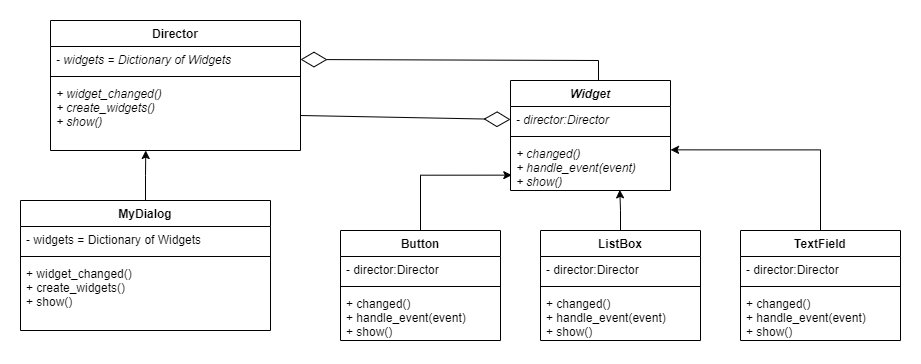 Director
- widgets = Dictionary of Widgets
+ widget_changed()
+ create_widgets()
+ show()
Widget
- director:Director
+ changed()
+ handle_event(event)
+ show()
MyDialog
- widgets = Dictionary of Widgets
+ widget_changed()
+ create_widgets()
+ show()
Button
- director:Director
+ changed()
+ handle_event(event)
+ show()
ListBox
- director:Director
+ changed()
+ handle_event(event)
+ show()
TextField
- director:Director
+ changed()
+ handle_event(event)
+ show()